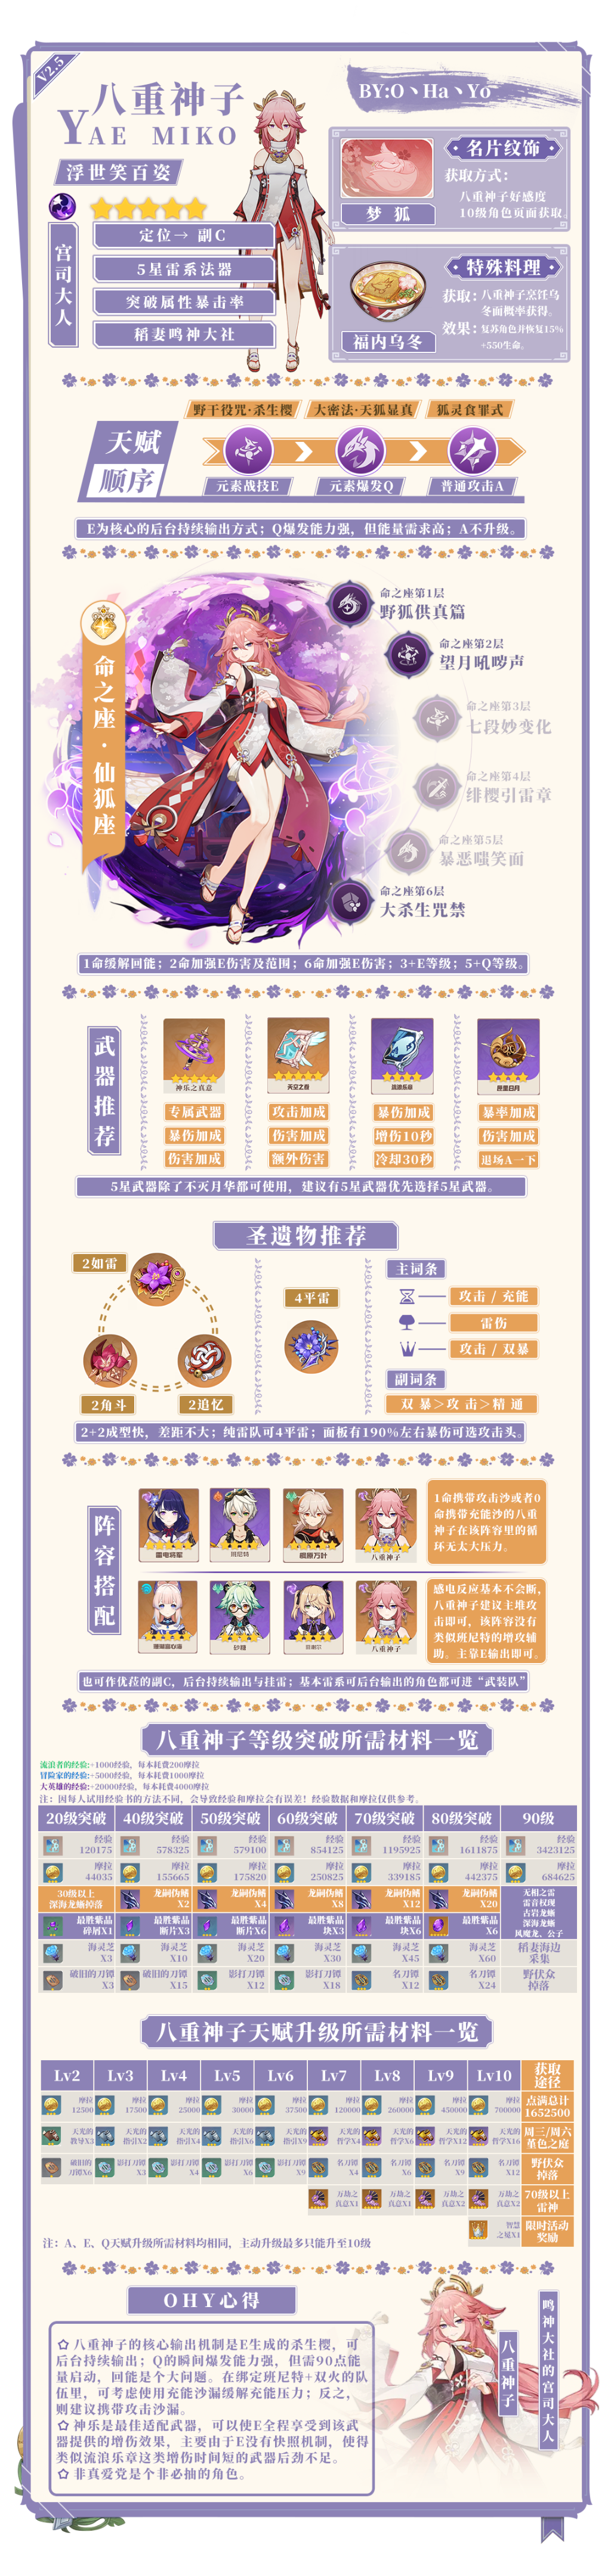 V2.5
八重神子
YAE MIKO
BY:O丶Ha丶Yo
浮世笑百姿
宫司大人
定位→ 副C
5星雷系法器
突破属性暴击率
稻妻鸣神大社
名片纹饰
获取方式:
八重神子好感度
10级角色页面获取。
梦 狐
特殊料理
获取: 八重神子烹饪乌
冬面概率获得。
效果: 复苏角色并恢复15%
+550生命。
福内乌冬
天赋
顺序
野干役咒·杀生樱
大密法·天狐显真
狐灵食罪式
元素战技E
元素爆发Q
普通攻击A
E为核心的后台持续输出方式；Q爆发能力强，但能量需求高；A不升级。
命之座·仙狐座
命之座第1层
野狐供真篇
命之座第2层
望月吼哕声
命之座第3层
七段妙变化
命之座第4层
绯樱引雷章
命之座第5层
暴恶嗤笑面
命之座第6层
大杀生咒禁
1命缓解回能；2命加强E伤害及范围；6命加强E伤害；3+E等级；5+Q等级。
武器推荐
神乐之真意
天空之卷
流浪乐章
匣里日月
专属武器
暴伤加成
伤害加成
攻击加成
伤害加成
额外伤害
暴伤加成
增伤10秒
冷却30秒
暴率加成
伤害加成
退场A一下
5星武器除了不灭月华都可使用，建议有5星武器优先选择5星武器。
圣遗物推荐
2如雷
2角斗
2追忆
4平雷
主词条
攻击 / 充能
雷伤
攻击 / 双暴
副词条
双 暴＞攻 击＞精 通
2+2成型快，差距不大；纯雷队可4平雷；面板有190%左右暴伤可选攻击头。
阵容搭配
雷电将军
班尼特
枫原万叶
八重神子
1命携带攻击沙或者0
命携带充能沙的八重
神子在该阵容里的循
环无太大压力。
珊瑚宫心海
砂糖
菲谢尔
八重神子
感电反应基本不会断，
八重神子建议主堆攻
击即可，该阵容没有
类似班尼特的增攻辅
助。主靠E输出即可。
也可作优菈的副C，后台持续输出与挂雷；基本雷系可后台输出的角色都可进“武装队”
八重神子等级突破所需材料一览
流浪者的经验:+1000经验，每本耗费200摩拉
冒险家的经验:+5000经验，每本耗费1000摩拉
大英雄的经验:+20000经验，每本耗费4000摩拉
注：因每人试用经验书的方法不同，会导致经验和摩拉会有误差！经验数据和摩拉仅供参考。
20级突破 40级突破 50级突破 60级突破 70级突破 80级突破 90级
经验 经验 经验 经验 经验 经验 经验
120175 578325 579100 854125 1195925 1611875 3423125
摩拉 摩拉 摩拉 摩拉 摩拉 摩拉 摩拉
44035 155665 175820 250825 339185 442375 684625
30级以上
深海龙蜥掉落
龙嗣伪鳍 龙嗣伪鳍 龙嗣伪鳍 龙嗣伪鳍 龙嗣伪鳍
X2 X4 X8 X12 X20
无相之雷
雷音权现
古岩龙蜥
深海龙蜥
风魔龙、公子
最胜紫晶 最胜紫晶 最胜紫晶 最胜紫晶 最胜紫晶 最胜紫晶
碎屑X1 断片X3 断片X6 块X3 块X6 X6
海灵芝 海灵芝 海灵芝 海灵芝 海灵芝 海灵芝
X3 X10 X20 X30 X45 X60
稻妻海边
采集
破旧的刀镡 破旧的刀镡 影打刀镡 影打刀镡 名刀镡 名刀镡
X3 X15 X12 X18 X12 X24
野伏众
掉落
八重神子天赋升级所需材料一览
Lv2 Lv3 Lv4 Lv5 Lv6 Lv7 Lv8 Lv9 Lv10
获取
途径
摩拉 摩拉 摩拉 摩拉 摩拉 摩拉 摩拉 摩拉 摩拉
12500 17500 25000 30000 37500 120000 260000 450000 700000
点满总计
1652500
天光的 天光的 天光的 天光的 天光的 天光的 天光的 天光的 天光的
教导X3 指引X2 指引X4 指引X6 指引X9 哲学X4 哲学X6 哲学X12 哲学X16
周三/周六
堇色之庭
破旧的 影打刀镡 影打刀镡 影打刀镡 影打刀镡 名刀镡 名刀镡 名刀镡 名刀镡
刀镡X6 X3 X4 X6 X9 X4 X6 X9 X12
野伏众
掉落
万劫之 万劫之 万劫之 万劫之
真意X1 真意X1 真意X2 真意X2
70级以上
雷神
智慧
之冕X1
限时活动
奖励
注：A、E、Q天赋升级所需材料均相同，主动升级最多只能升至10级
OHY心得
八重神子的核心输出机制是E生成的杀生樱，可
后台持续输出；Q的瞬间爆发能力强，但需90点能
量启动，回能是个大问题。在绑定班尼特+双火的队
伍里，可考虑使用充能沙漏缓解充能压力；反之，
则建议携带攻击沙漏。
神乐是最佳适配武器，可以使E全程享受到该武
器提供的增伤效果，主要由于E没有快照机制，使得
类似流浪乐章这类增伤时间短的武器后劲不足。
非真爱党是个非必抽的角色。
八重神子
鸣神大社的宫司大人